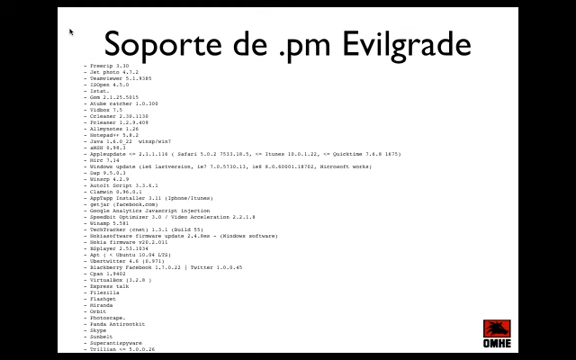 Soporte de .pm Evilgrade
- Freerip 3.30
- Jet photo 4.7.2
- Teamviewer 5.1.9385
- ISOpen 4.5.0
- Istat.
- Gom 2.1.25.5015
- Atube catcher 1.0.300
- Vidbox 7.5
- Ccleaner 2.30.1130
- Fcleaner 1.2.9.409
- Allmynotes 1.26
- Notepad++ 5.8.2
- Java 1.6.0_22 winxp/win7
- aMSN 0.98.3
- Appleupdate <= 2.1.1.116 ( Safari 5.0.2 7533.18.5, <= Itunes 10.0.1.22, <= Quicktime 7.6.8 1675)
- Mirc 7.14
- Windows update (ie6 lastversion, ie7 7.0.5730.13, ie8 8.0.60001.18702, Microsoft works)
- Dap 9.5.0.3
- Winscp 4.2.9
- AutoIt Script 3.3.6.1
- Clamwin 0.96.0.1
- AppTapp Installer 3.11 (Iphone/Itunes)
- getjar (facebook.com)
- Google Analytics Javascript injection
- Speedbit Optimizer 3.0 / Video Acceleration 2.2.1.8
- Winamp 5.581
- TechTracker (cnet) 1.3.1 (Build 55)
- Nokiasoftware firmware update 2.4.8es - (Windows software)
- Nokia firmware v20.2.011
- BSplayer 2.53.1034
- Apt ( < Ubuntu 10.04 LTS)
- Ubertwitter 4.6 (0.971)
- Blackberry Facebook 1.7.0.22 | Twitter 1.0.0.45
- Cpan 1.9402
- VirtualBox (3.2.8 )
- Express talk
- Filezilla
- Flashget
- Miranda
- Orbit
- Photoscape.
- Panda Antirootkit
- Skype
- Sunbelt
- Superantispyware
- Trillian <= 5.0.0.26
OMHE